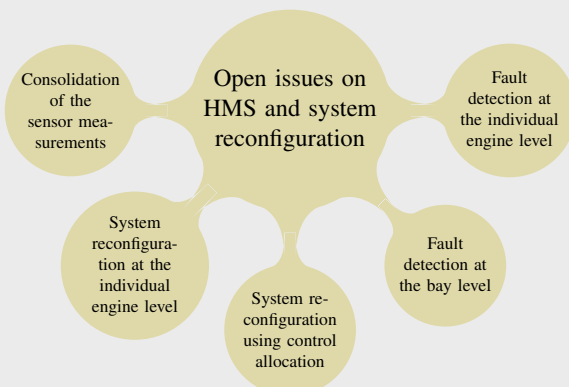 Open issues on
HMS and system
reconfiguration
Consolidation
of the
sensor mea-
surements
System
reconfigura-
tion at the
individual
engine level
System re-
configuration
using control
allocation
Fault
detection at
the bay level
Fault
detection at
the individual
engine level